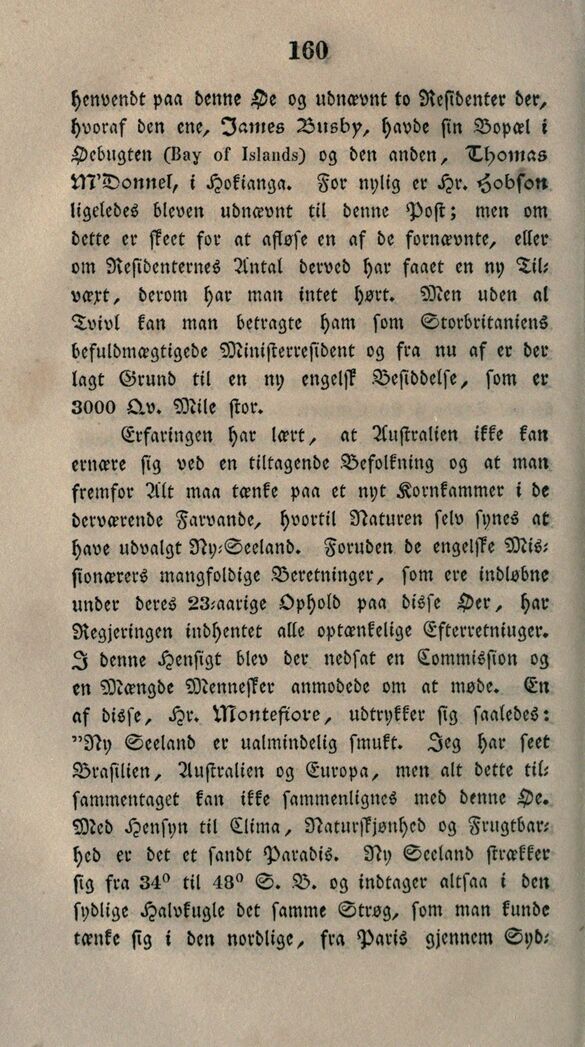 160
henvendt paa denne Øe og udnævnt to Residenter der,
hvoraf den ene, James Busby, havde sin Bopæl i
Øebugten (Bay of Islands) og den anden, Thomas
M'Donnel, i Hokianga. For nylig er Hr. Hobson
ligeledes bleven udnævnt til denne Post; men om
dette er skeet for at afløse en af de fornævnte, eller
om Residenternes Antal derved har faaet en ny Til-
væxt, derom har man intet hørt. Men uden al
Tvivl kan man betragte ham som Storbritaniens
befuldmægtigede Ministerresident og fra nu af er der
lagt Grund til en ny engelsk Besiddelse, som er
3000 Qv. Mile stor.
Erfaringen har lært, at Australien ikke kan
ernære sig ved en tiltagende Befolkning og at man
fremfor Alt maa tænke paa et nyt Kornkammer i de
derværende Farvande, hvortil Naturen selv synes at
have udvalgt Ny-Seeland. Foruden de engelske Mis-
sionærers mangfoldige Beretninger, som ere indløbne
under deres 23-aarige Ophold paa disse Øer, har
Regjeringen indhentet alle optænkelige Efterretniuger.
I denne Hensigt blev der nedsat en Commission og
en Mængde Mennesker anmodede om at møde. En
af disse, Hr. Montefiore, udtrykker sig saaledes:
"Ny Seeland er ualmindelig smukt. Jeg har seet
Brasilien, Australien og Europa, men alt dette til-
sammentaget kan ikke sammenlignes med denne Øe.
Med Hensyn til Clima, Naturskjønhed og Frugtbar-
hed er det et sandt Paradis. Ny Seeland strækker
sig fra 34° til 48° S. B. og indtager altsaa i den
sydlige Halvkugle det samme Strøg, som man kunde
tænke sig i den nordlige, fra Paris gjennem Syd-